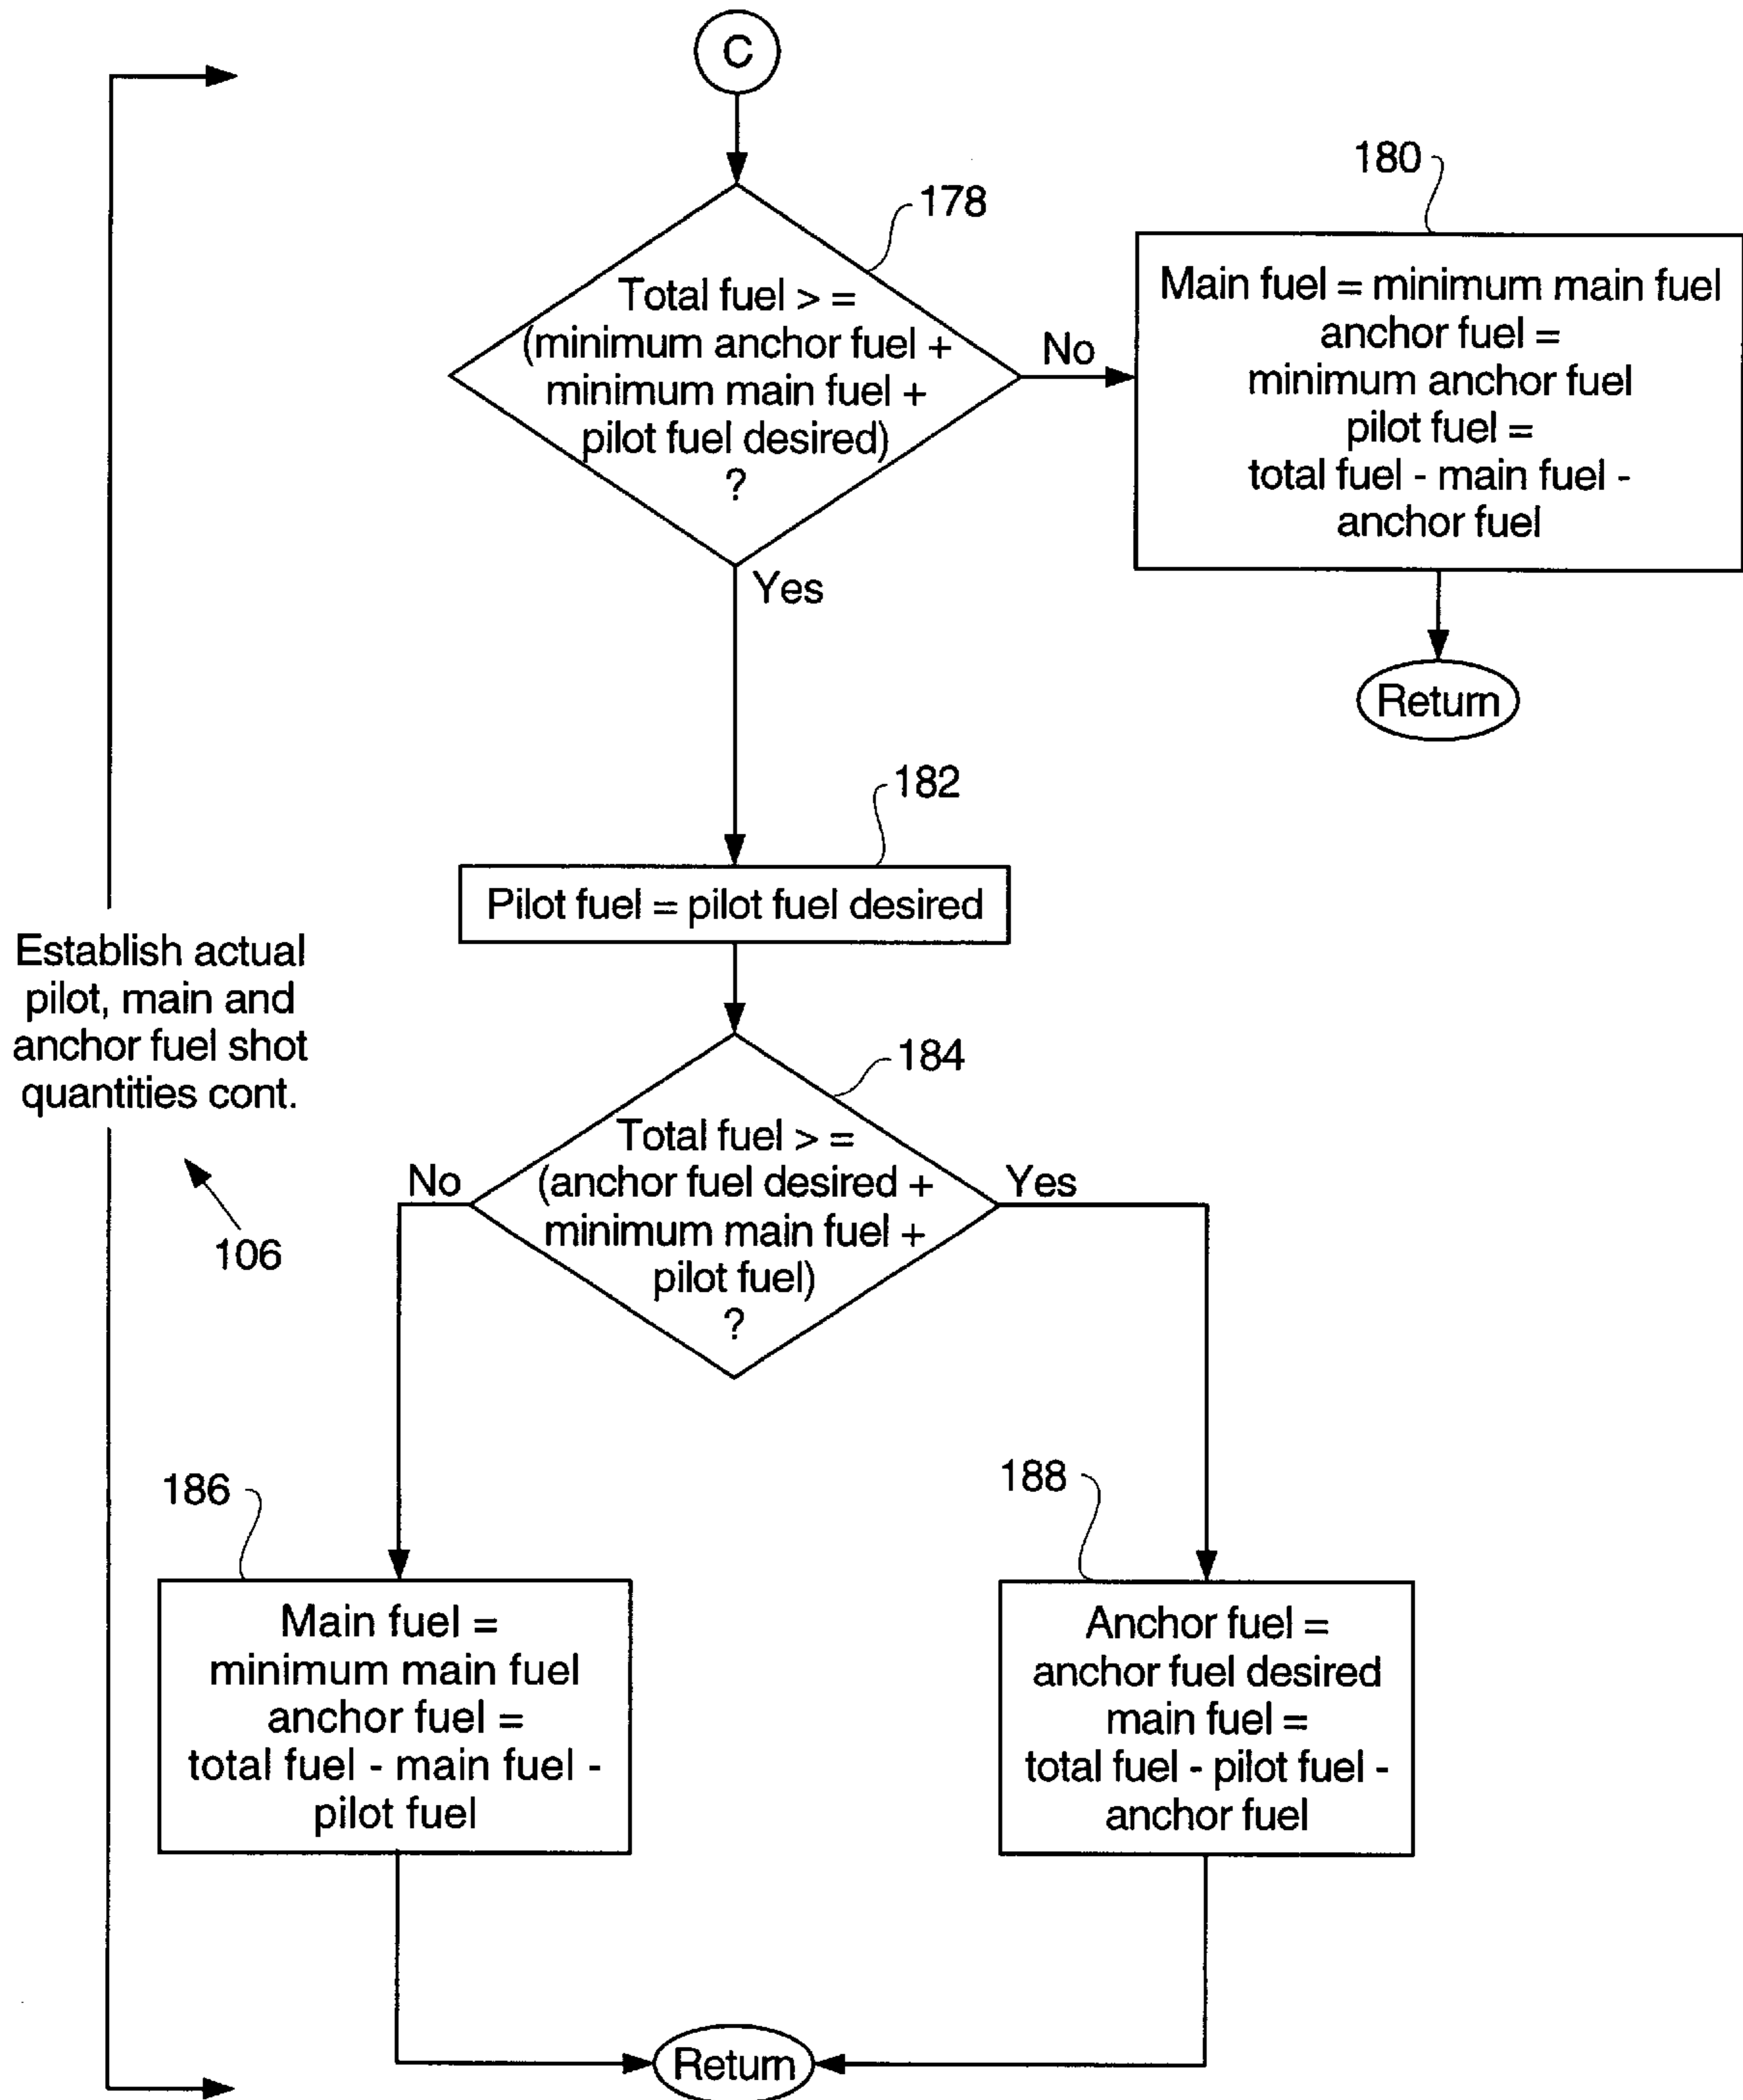 C
178
Total fuel > =
(minimum anchor fuel +
minimum main fuel +
pilot fuel desired)
?
No
Yes
180
Main fuel = minimum main fuel
anchor fuel =
minimum anchor fuel
pilot fuel =
total fuel - main fuel -
anchor fuel
Return
182
Pilot fuel = pilot fuel desired
Establish actual
pilot, main and
anchor fuel shot
quantities cont.
106
184
Total fuel > =
(anchor fuel desired +
minimum main fuel +
pilot fuel)
?
No
Yes
186
Main fuel =
minimum main fuel
anchor fuel =
total fuel - main fuel -
pilot fuel
188
Anchor fuel =
anchor fuel desired
main fuel =
total fuel - pilot fuel -
anchor fuel
Return